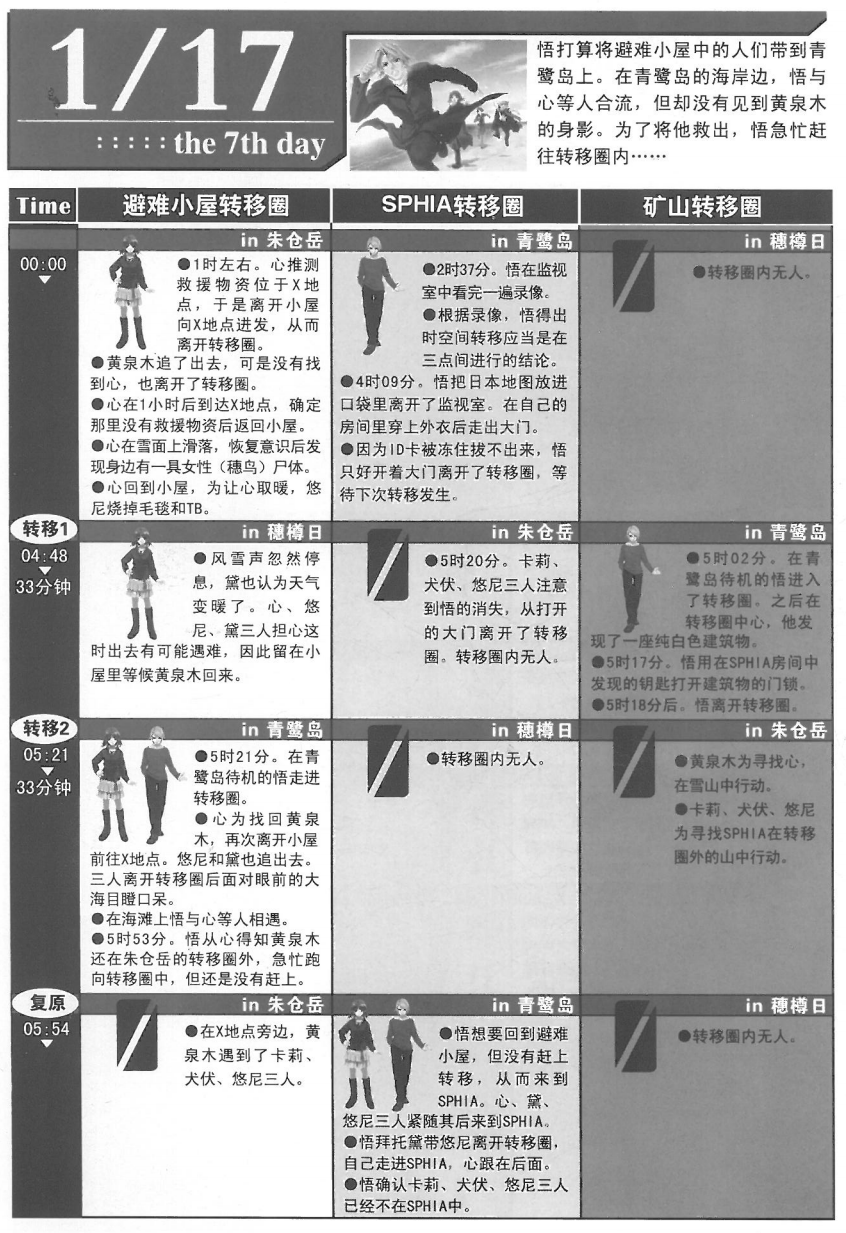 1/17
:::::the 7th day
悟打算将避难小屋中的人们带到青
鹭岛上。在青鹭岛的海岸边，悟与
心等人合流，但却没有见到黄泉木
的身影。为了将他救出，悟急忙赶
往转移圈内……
Time
避难小屋转移圈
SPHIA转移圈
矿山转移圈
00:00
in 朱仓岳
●1时左右。心推测
救援物资位于X地
点，于是离开小屋
向X地点进发，从而
离开转移圈。
●黄泉木追了出去，可是没有找
到心，也离开了转移圈。
●心在1小时后到达X地点，确定
那里没有救援物资后返回小屋。
●心在雪面上滑落，恢复意识后发
现身边有一具女性（穗鸟）尸体。
●心回到小屋，为让心取暖，悠
尼烧掉毛毯和TB。
in 青鹭岛
●2时37分。悟在监视
室中看完一遍录像。
●根据录像，悟得出
时空间转移应当是在
三点间进行的结论。
●4时09分。悟把日本地图放进
口袋里离开了监视室。在自己的
房间里穿上外衣后走出大门。
●因为ID卡被冻住拔不出来，悟
只好开着大门离开了转移圈，等
待下次转移发生。
in 穗樽日
●转移圈内无人。
转移1
04:48
33分钟
in 穗樽日
●风雪声忽然停
息，黛也认为天气
变暖了。心、悠
尼、黛三人担心这
时出去有可能遇难，因此留在小
屋里等候黄泉木回来。
in 朱仓岳
●5时20分。卡莉、
犬伏、悠尼三人注意
到悟的消失，从打开
的大门离开了转移
圈。转移圈内无人。
in 青鹭岛
●5时02分。在青
鹭岛待机的悟进入
了转移圈。之后在
转移圈中心，他发
现了一座纯白色建筑物。
●5时17分。悟用在SPHIA房间中
发现的钥匙打开建筑物的门锁。
●5时18分后。悟离开转移圈。
转移2
05:21
33分钟
in 青鹭岛
●5时21分。在青
鹭岛待机的悟走进
转移圈。
●心为找回黄泉
木，再次离开小屋
前往X地点。悠尼和黛也追出去。
三人离开转移圈后面对眼前的大
海目瞪口呆。
●在海滩上悟与心等人相遇。
●5时53分。悟从心得知黄泉木
还在朱仓岳的转移圈外，急忙跑
向转移圈中，但还是没有赶上。
in 穗樽日
●转移圈内无人。
in 朱仓岳
●黄泉木为寻找心，
在雪山中行动。
●卡莉、犬伏、悠尼
为寻找SPHIA在转移
圈外的山中行动。
复原
05:54
in 朱仓岳
●在X地点旁边，黄
泉木遇到了卡莉、
犬伏、悠尼三人。
in 青鹭岛
●悟想要回到避难
小屋，但没有赶上
转移，从而来到
SPHIA。心、黛、
悠尼三人紧随其后来到SPHIA。
●悟拜托黛带悠尼离开转移圈，
自己走进SPHIA，心跟在后面。
●悟确认卡莉、犬伏、悠尼三人
已经不在SPHIA中。
in 穗樽日
●转移圈内无人。